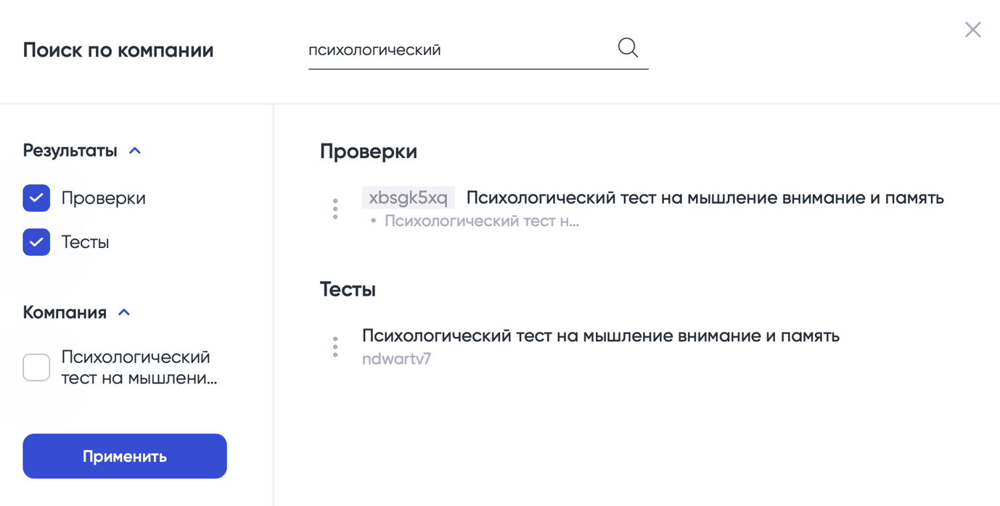 Поиск по компании
психологический
Результаты
Проверки
Тесты
Компания
Психологический
тест на мышлени...
Применить
Проверки
xbsgk5xq Психологический тест на мышление внимание и память
• Психологический тест н...
Тесты
Психологический тест на мышление внимание и память
ndwartv7